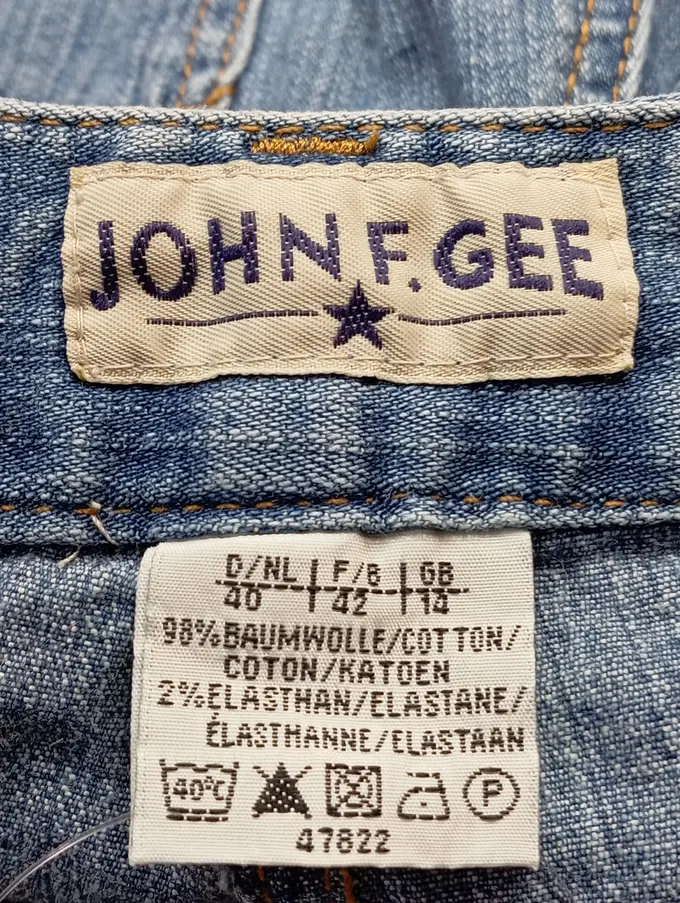 JOHN F. GEE
D/NL | F/B | GB
40 | 42 | 14
98%BAUMWOLLE/COTTON/
COTON/KATOEN
2%ELASTHAN/ELASTANE/
ÉLASTHANNE/ELASTAAN
40°C P
47822